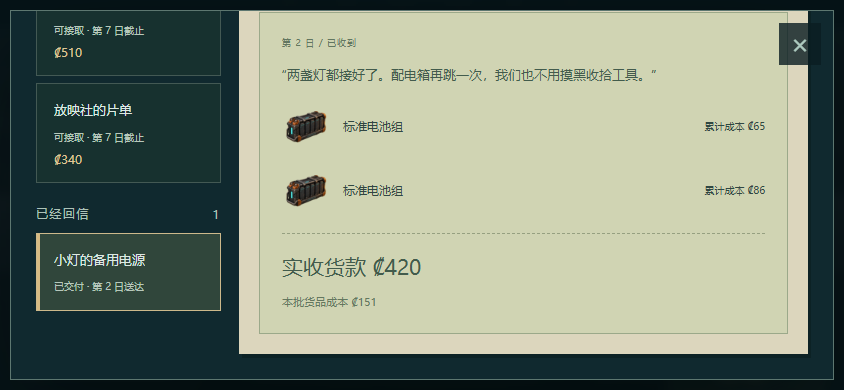 可接取 · 第 7 日截止
₡510
放映社的片单
可接取 · 第 7 日截止
₡340
已经回信 1
小灯的备用电源
已交付 · 第 2 日送达
第 2 日 / 已收到
“两盏灯都接好了。配电箱再跳一次，我们也不用摸黑收拾工具。”
标准电池组 累计成本 ₡65
标准电池组 累计成本 ₡86
实收货款 ₡420
本批货品成本 ₡151